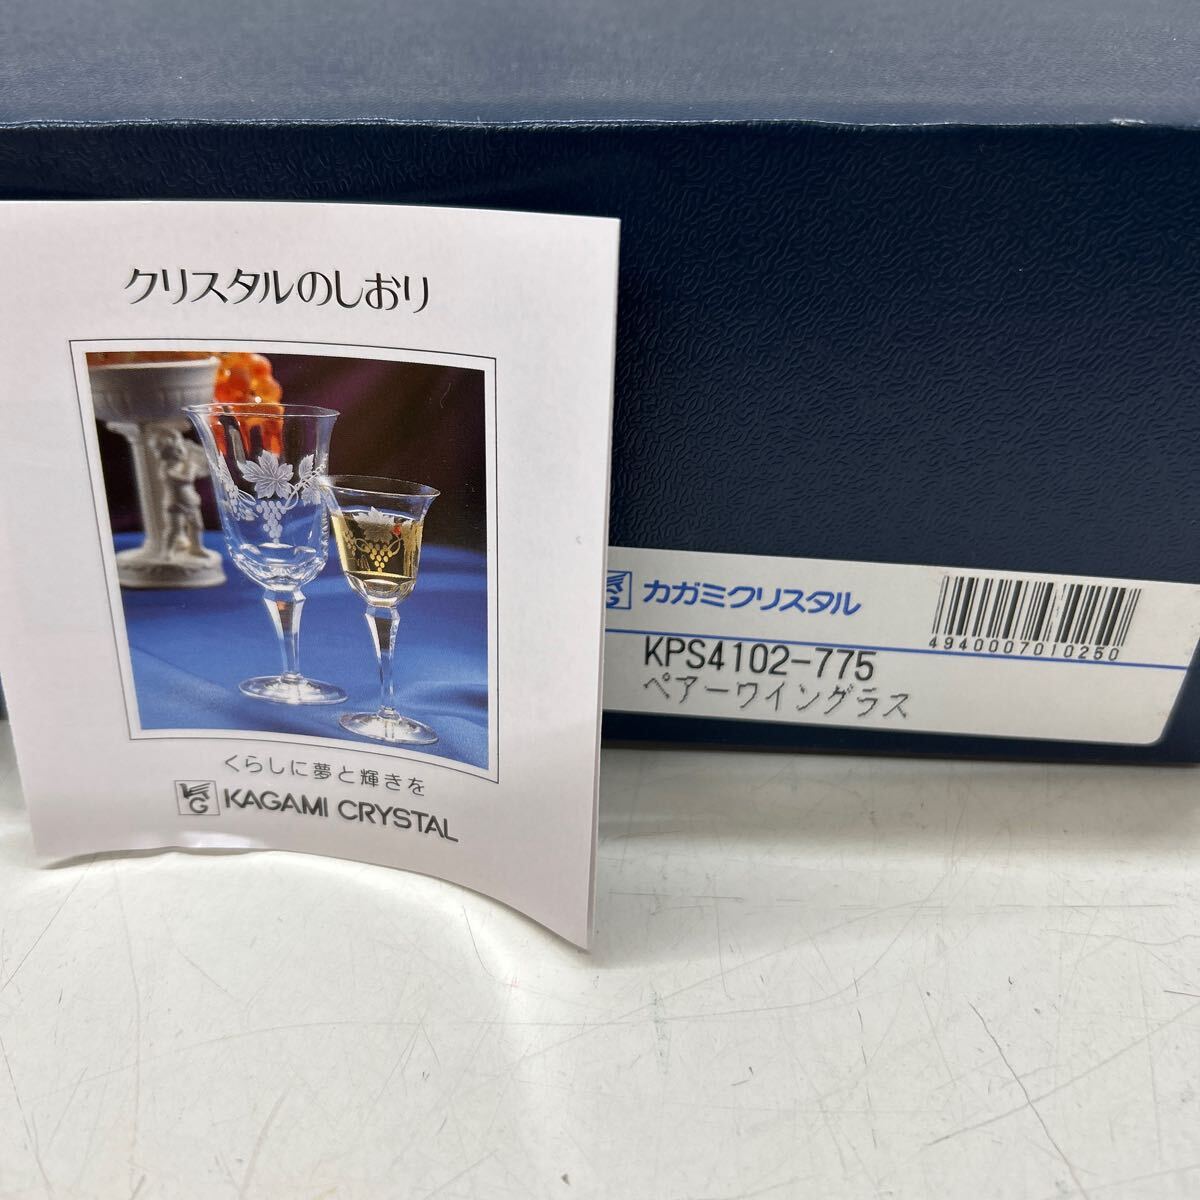 クリスタルのしおり
くらしに夢と輝きを
KG KAGAMI CRYSTAL
KG カガミクリスタル
4940007010250
KPS4102-775
ペアーワイングラス